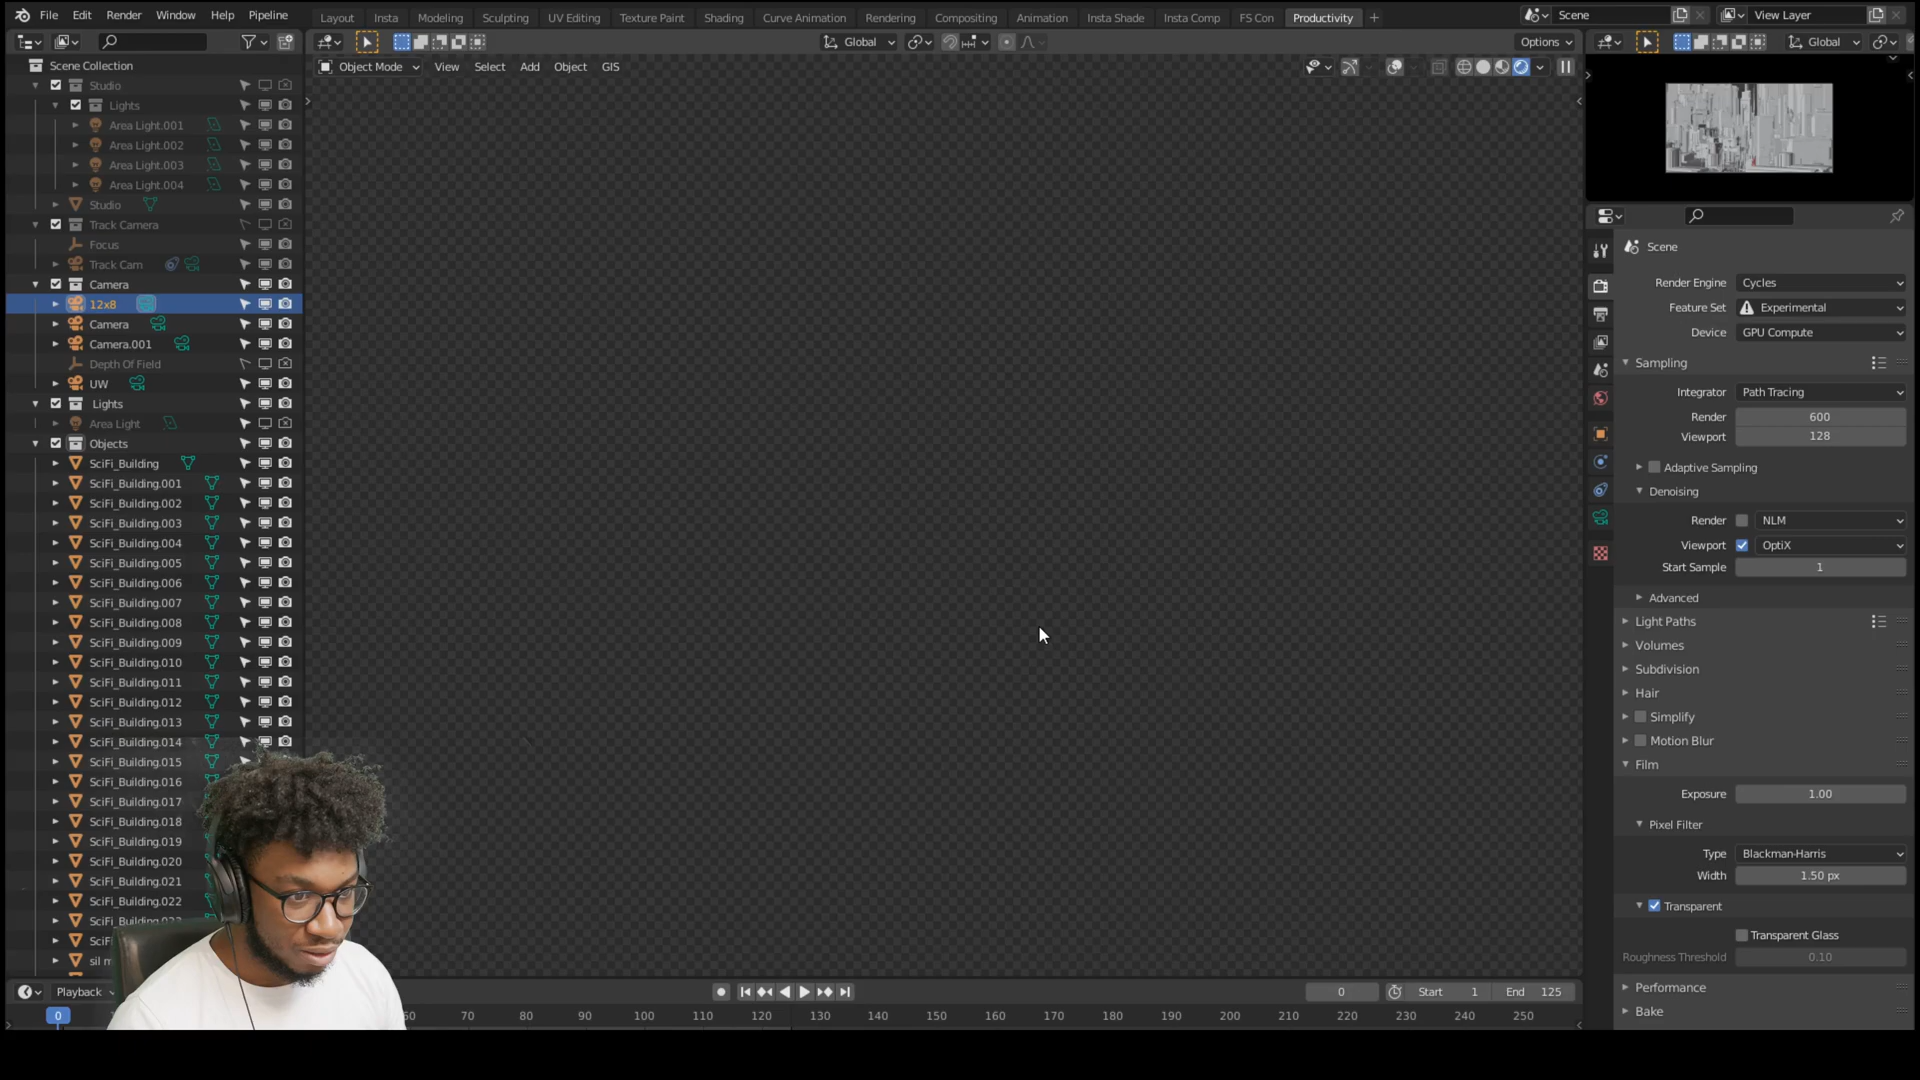 File Edit Render Window Help Pipeline
Layout Insta Modeling Sculpting UV Editing Texture Paint Shading Curve Animation Rendering Compositing Animation Insta Shade Insta Comp FS Con Productivity +
Scene View Layer
Global Options Global
Scene Collection
Object Mode View Select Add Object GIS
Studio
Lights
Area Light.001
Area Light.002
Area Light.003
Area Light.004
Studio
Track Camera
Focus
Track Cam
Camera
12x8
Camera
Camera.001
Depth Of Field
UW
Lights
Area Light
Objects
SciFi_Building
SciFi_Building.001
SciFi_Building.002
SciFi_Building.003
SciFi_Building.004
SciFi_Building.005
SciFi_Building.006
SciFi_Building.007
SciFi_Building.008
SciFi_Building.009
SciFi_Building.010
SciFi_Building.011
SciFi_Building.012
SciFi_Building.013
SciFi_Building.014
SciFi_Building.015
SciFi_Building.016
SciFi_Building.017
SciFi_Building.018
SciFi_Building.019
SciFi_Building.020
SciFi_Building.021
SciFi_Building.022
Scene
Render Engine Cycles
Feature Set Experimental
Device GPU Compute
Sampling
Integrator Path Tracing
Render 600
Viewport 128
Adaptive Sampling
Denoising
Render NLM
Viewport OptiX
Start Sample 1
Advanced
Light Paths
Volumes
Subdivision
Hair
Simplify
Motion Blur
Film
Exposure 1.00
Pixel Filter
Type Blackman-Harris
Width 1.50 px
Transparent
Transparent Glass
Roughness Threshold 0.10
Performance
Bake
Playback 0 Start 1 End 125
0 60 70 80 90 100 110 120 130 140 150 160 170 180 190 200 210 220 230 240 250